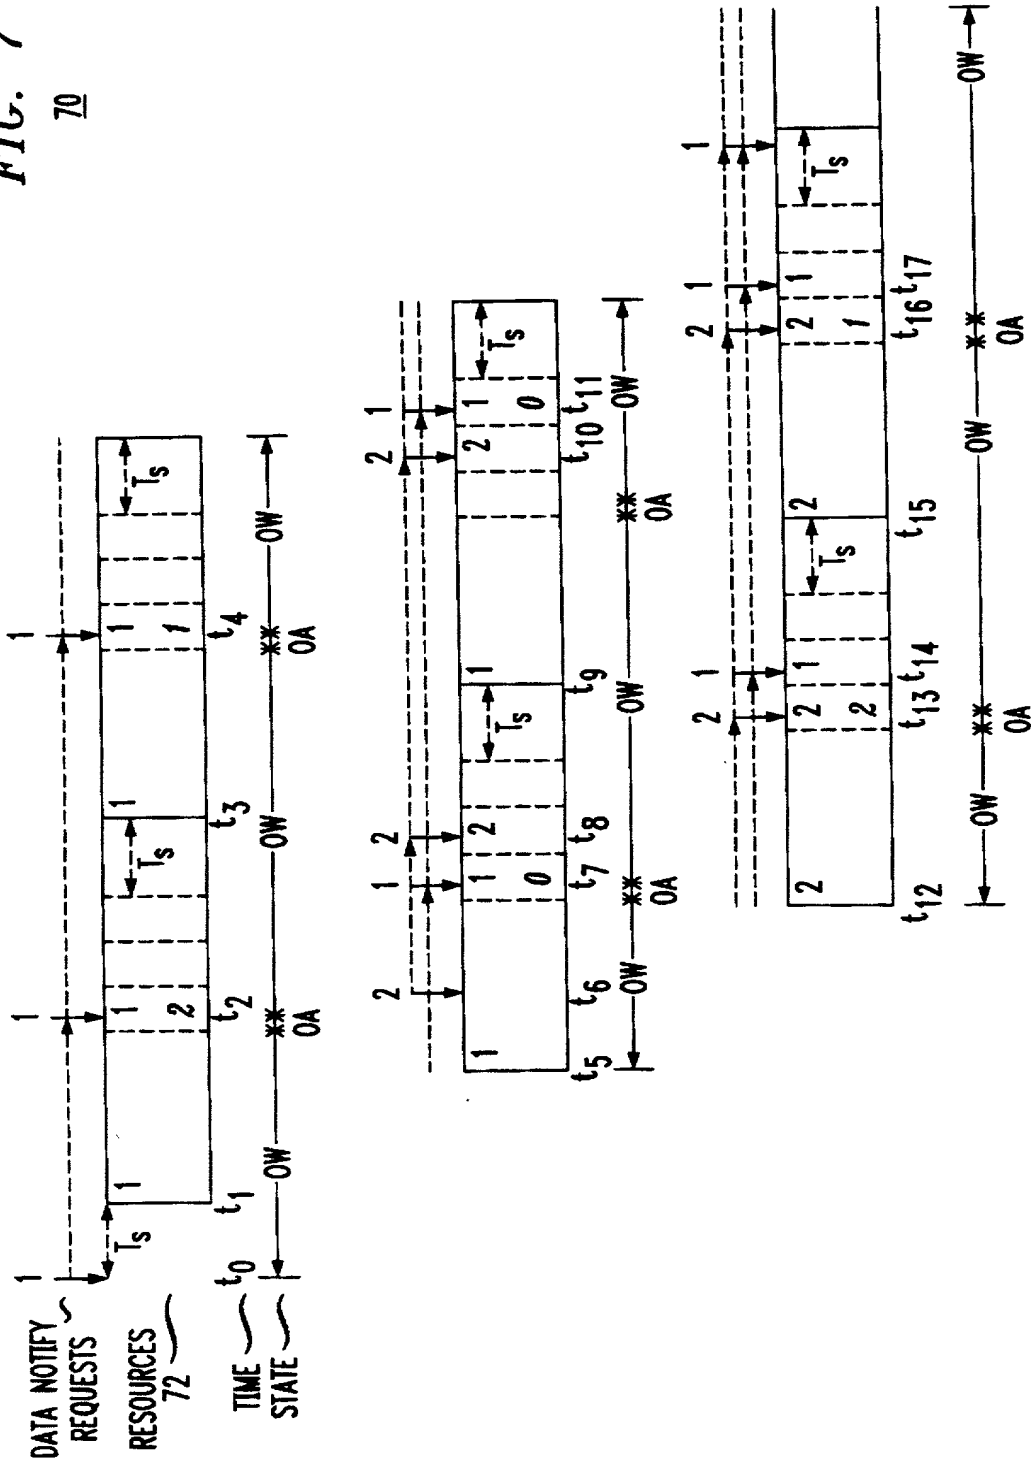 FIG. 7
70
DATA NOTIFY
REQUESTS
1 1 1
RESOURCES
72
Ts 1 1 2 Ts 1 1 1 Ts
TIME
t0 t1 t2 t3 t4
STATE
OW OA OW OA OW
2 1 2 2 1
1 1 0 2 Ts 1 2 1 0 Ts
t5 t6 t7 t8 t9 t10 t11
OW OA OW OA OW
2 1 2 1 1
2 2 2 1 Ts 2 2 1 1 Ts
t12 t13 t14 t15 t16 t17
OW OA OW OA OW